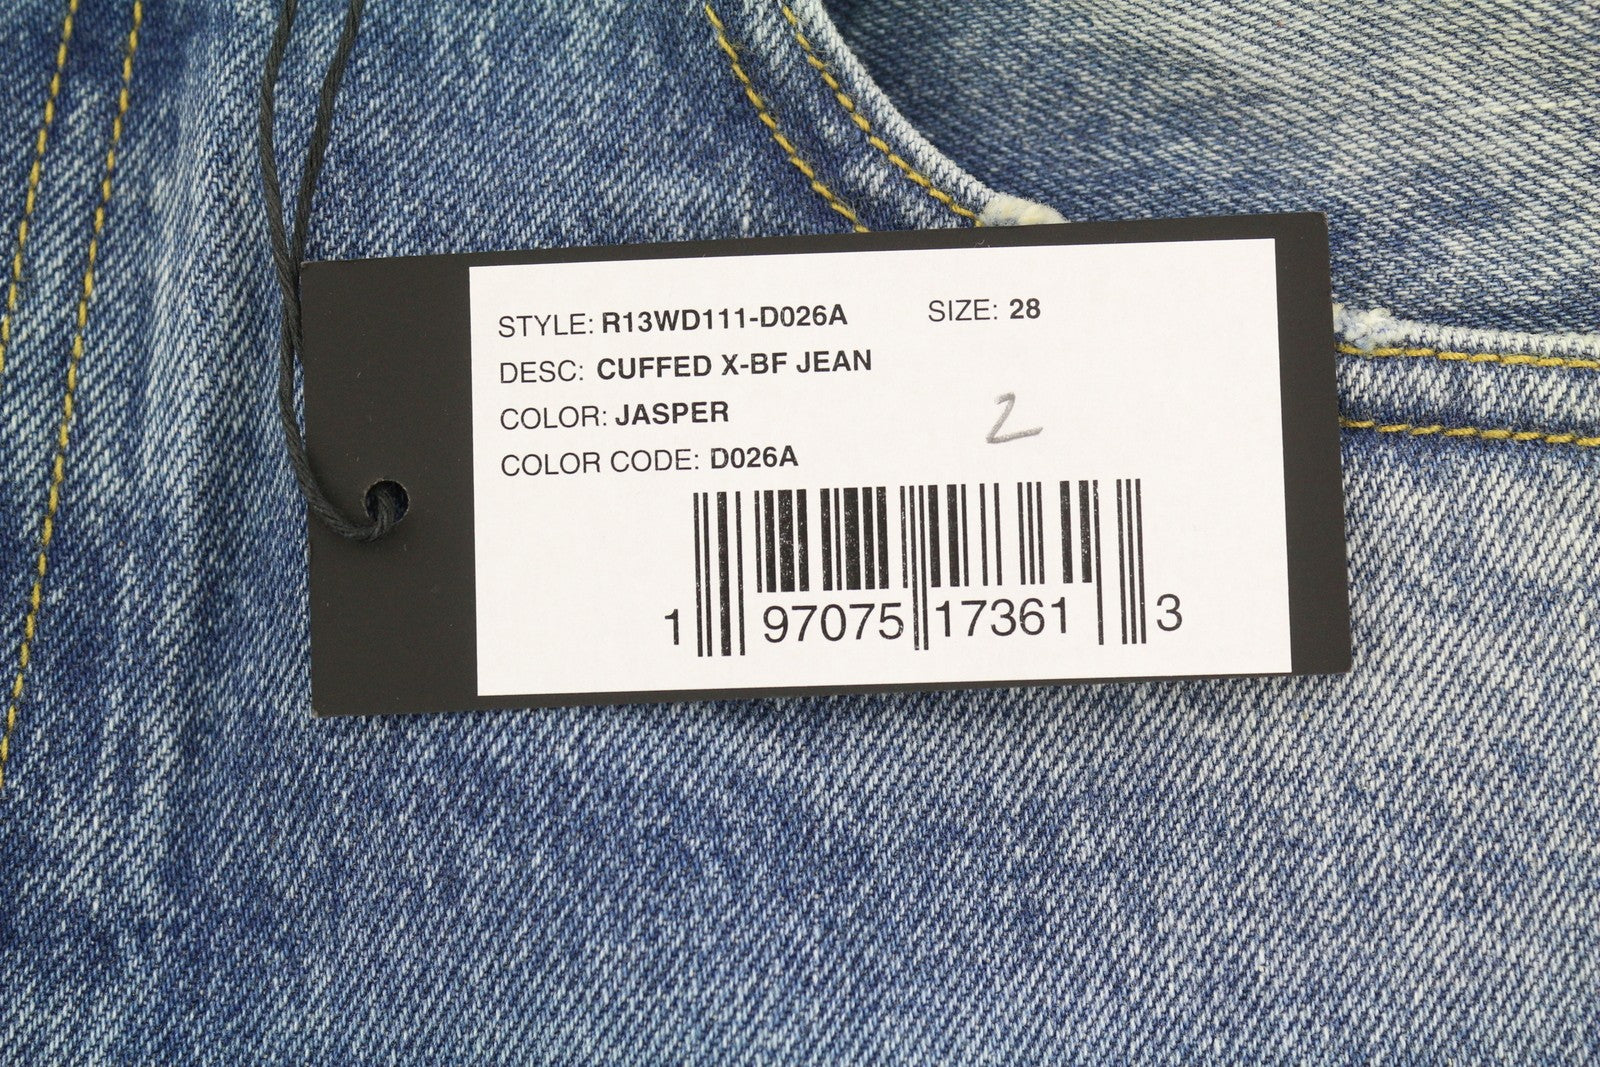 STYLE: R13WD111-D026A SIZE: 28
DESC: CUFFED X-BF JEAN
COLOR: JASPER
2
COLOR CODE: D026A
1 97075 17361 3